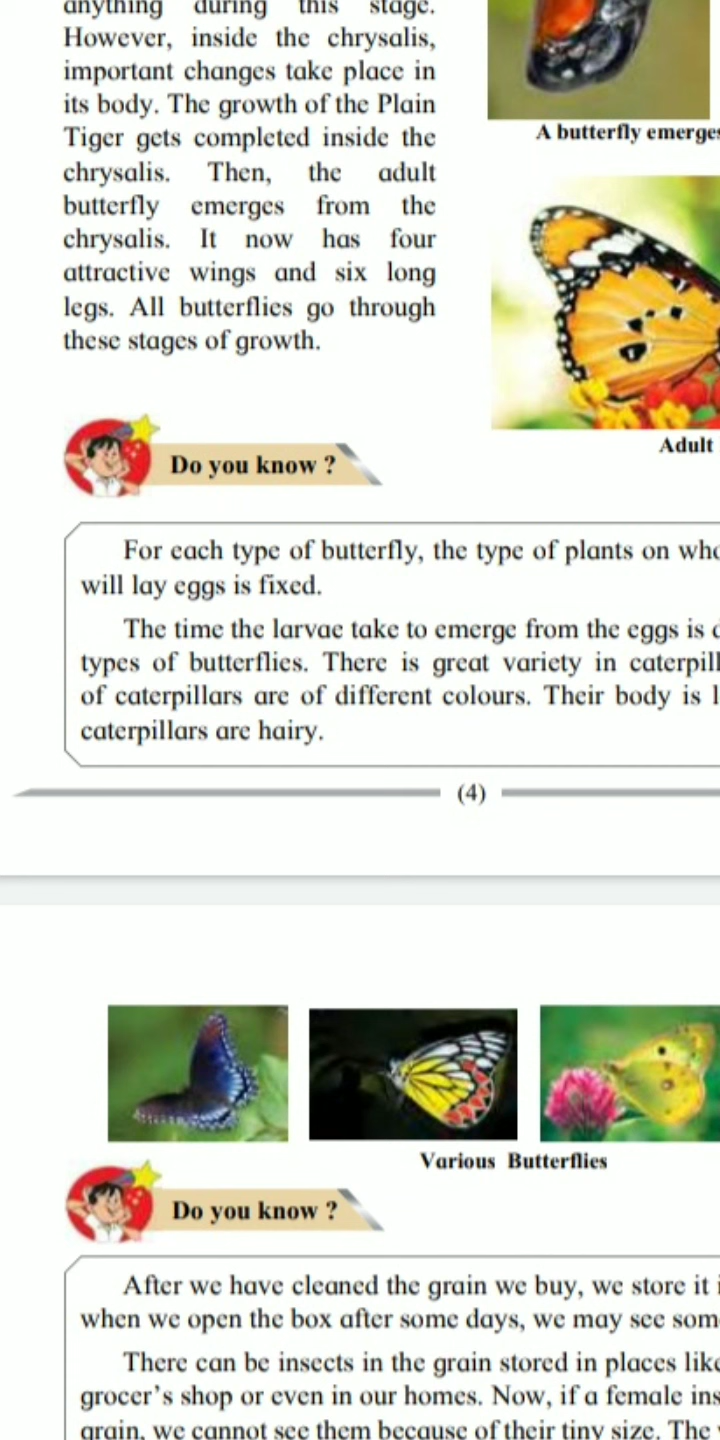 anything during this stage.
However, inside the chrysalis,
important changes take place in
its body. The growth of the Plain
Tiger gets completed inside the
chrysalis. Then, the adult
butterfly emerges from the
chrysalis. It now has four
attractive wings and six long
legs. All butterflies go through
these stages of growth.
A butterfly emerges
Adult
Do you know ?
For each type of butterfly, the type of plants on
will lay eggs is fixed.
The time the larvae take to emerge from the eggs is
types of butterflies. There is great variety in
of caterpillars are of different colours. Their body is
caterpillars are hairy.
(4)
Various Butterflies
Do you know ?
After we have cleaned the grain we buy, we store it
when we open the box after some days, we may see
There can be insects in the grain stored in places like
grocer's shop or even in our homes. Now, if a female
grain, we cannot see them because of their tiny size. The